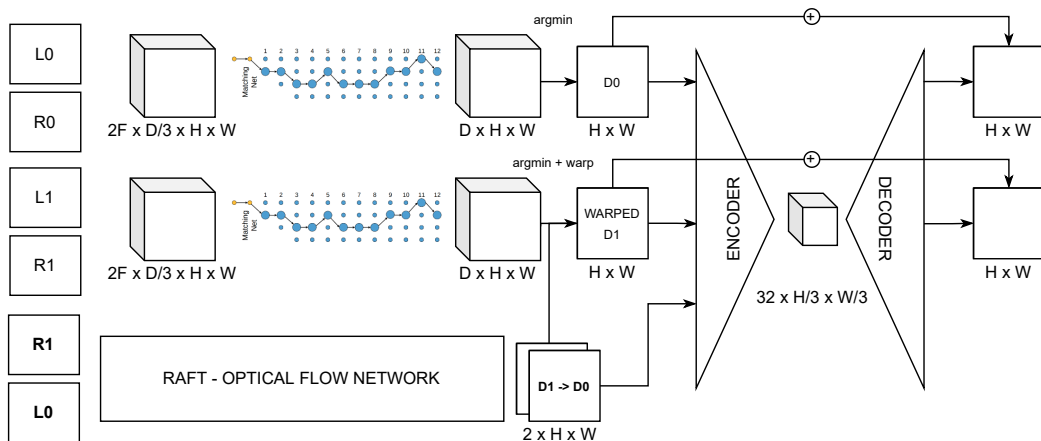 L0
R0
L1
R1
R1
L0
2F x D/3 x H x W
Matching
Net
1 2 3 4 5 6 7 8 9 10 11 12
D x H x W
argmin
D0
H x W
+
H x W
2F x D/3 x H x W
Matching
Net
1 2 3 4 5 6 7 8 9 10 11 12
D x H x W
argmin + warp
WARPED
D1
H x W
+
H x W
ENCODER
32 x H/3 x W/3
DECODER
RAFT - OPTICAL FLOW NETWORK
D1 -> D0
2 x H x W